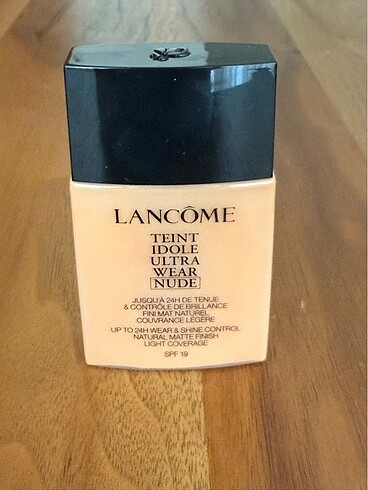 LANCÔME
TEINT
IDOLE
ULTRA
WEAR
NUDE
JUSQU'À 24H DE TENUE
& CONTRÔLE DE BRILLANCE
FINI MAT NATUREL
COUVRANCE LÉGÈRE
UP TO 24H WEAR & SHINE CONTROL
NATURAL MATTE FINISH
LIGHT COVERAGE
SPF 19